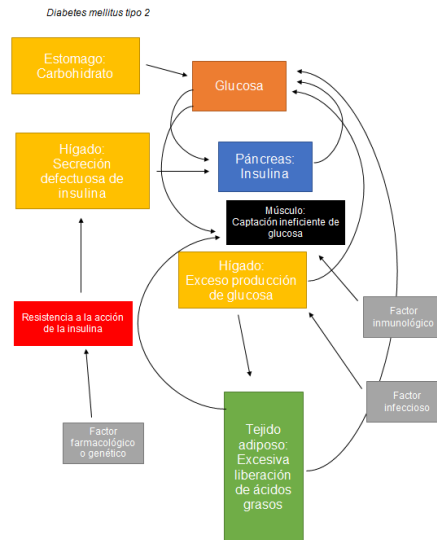 Diabetes mellitus tipo 2
Estomago:
Carbohidrato
Glucosa
Hígado:
Secreción
defectuosa de
insulina
Páncreas:
Insulina
Músculo:
Captación ineficiente de
glucosa
Hígado:
Exceso producción
de glucosa
Resistencia a la acción
de la insulina
Factor
inmunológico
Factor
infeccioso
Factor
farmacológico
o genético
Tejido
adiposo:
Excesiva
liberación
de ácidos
grasos